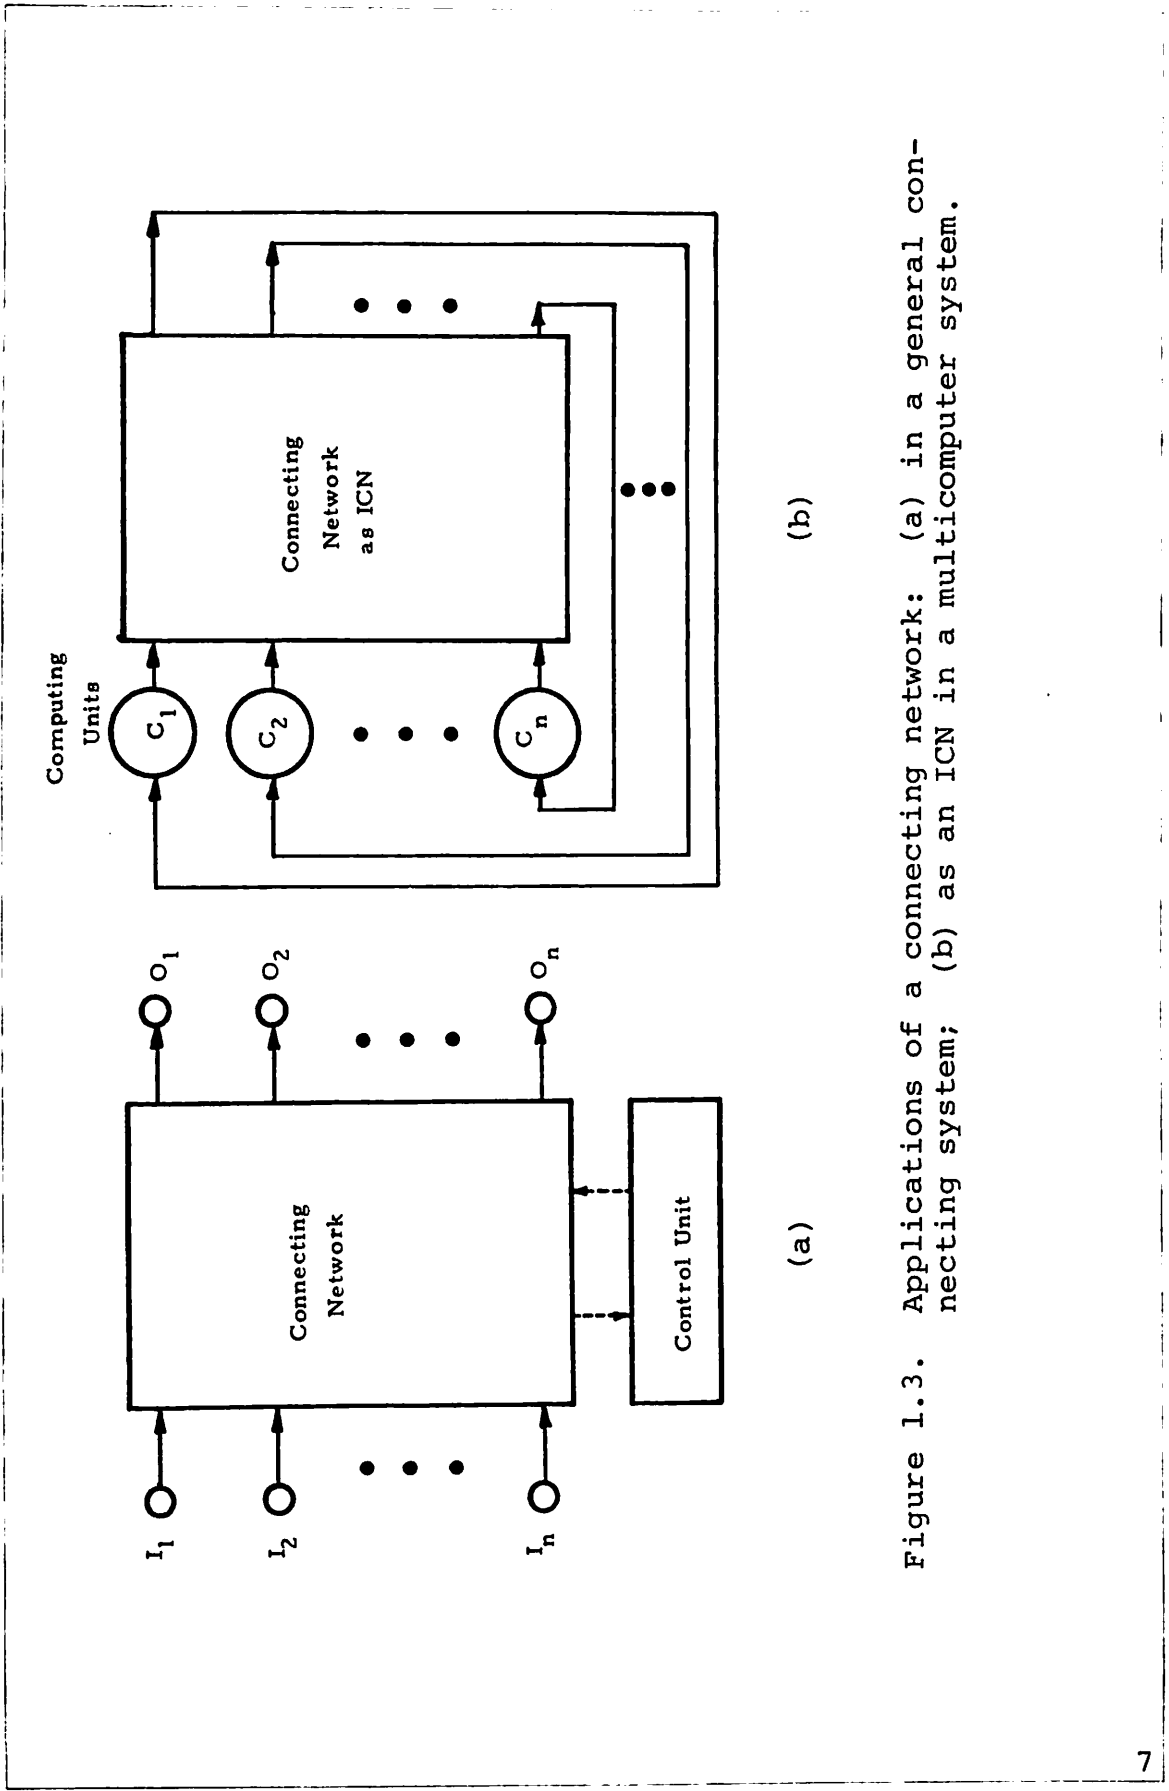 I1
I2
In
Connecting
Network
O1
O2
On
Control Unit
(a)
Computing
Units
C1
C2
Cn
Connecting
Network
as ICN
(b)
Figure 1.3. Applications of a connecting network: (a) in a general con-
necting system; (b) as an ICN in a multicomputer system.
7